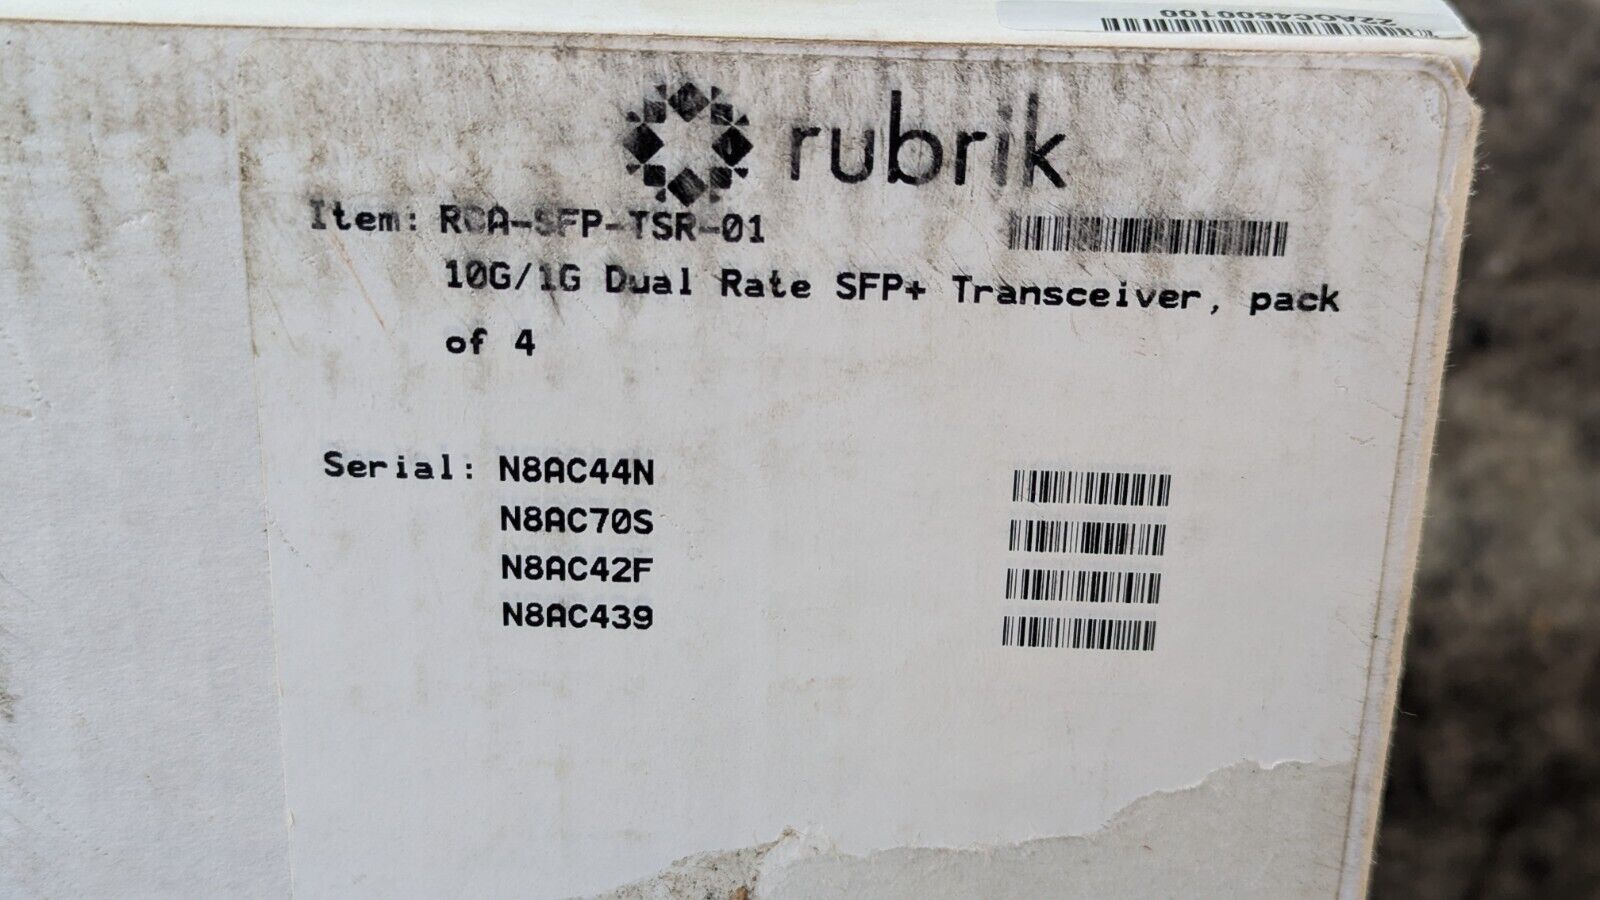 22AOC4600100
rubrik
Item: RCA-SFP-TSR-01
10G/1G Dual Rate SFP+ Transceiver, pack
of 4
Serial: N8AC44N
N8AC70S
N8AC42F
N8AC439